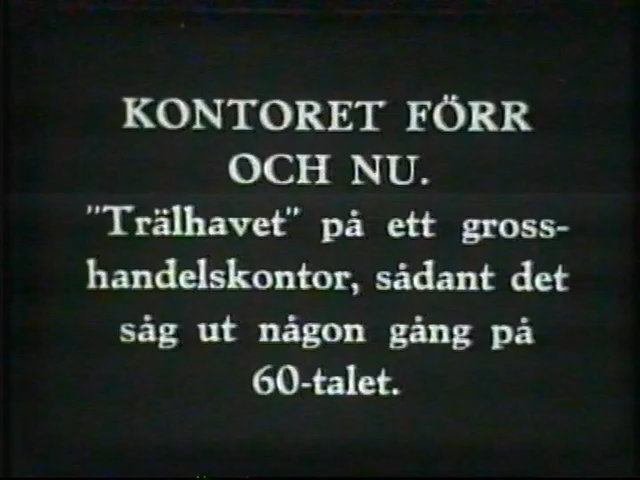 KONTORET FÖRR
OCH NU.
"Trälhavet" på ett gross-
handelskontor, sådant det
såg ut någon gång på
60-talet.